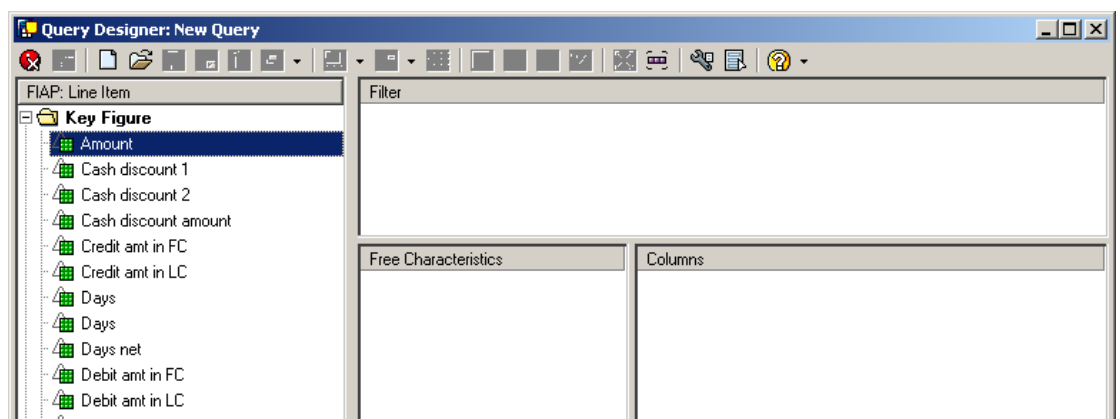 Query Designer: New Query
FIAP: Line Item
Filter
Key Figure
Amount
Cash discount 1
Cash discount 2
Cash discount amount
Credit amt in FC
Credit amt in LC
Days
Days
Days net
Debit amt in FC
Debit amt in LC
Free Characteristics
Columns